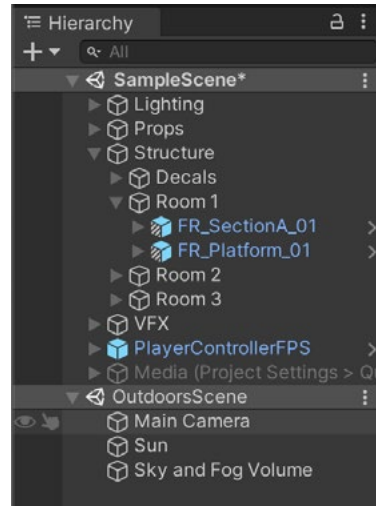 Hierarchy
All
SampleScene*
Lighting
Props
Structure
Decals
Room 1
FR_SectionA_01
FR_Platform_01
Room 2
Room 3
VFX
PlayerControllerFPS
Media (Project Settings > Qu
OutdoorsScene
Main Camera
Sun
Sky and Fog Volume